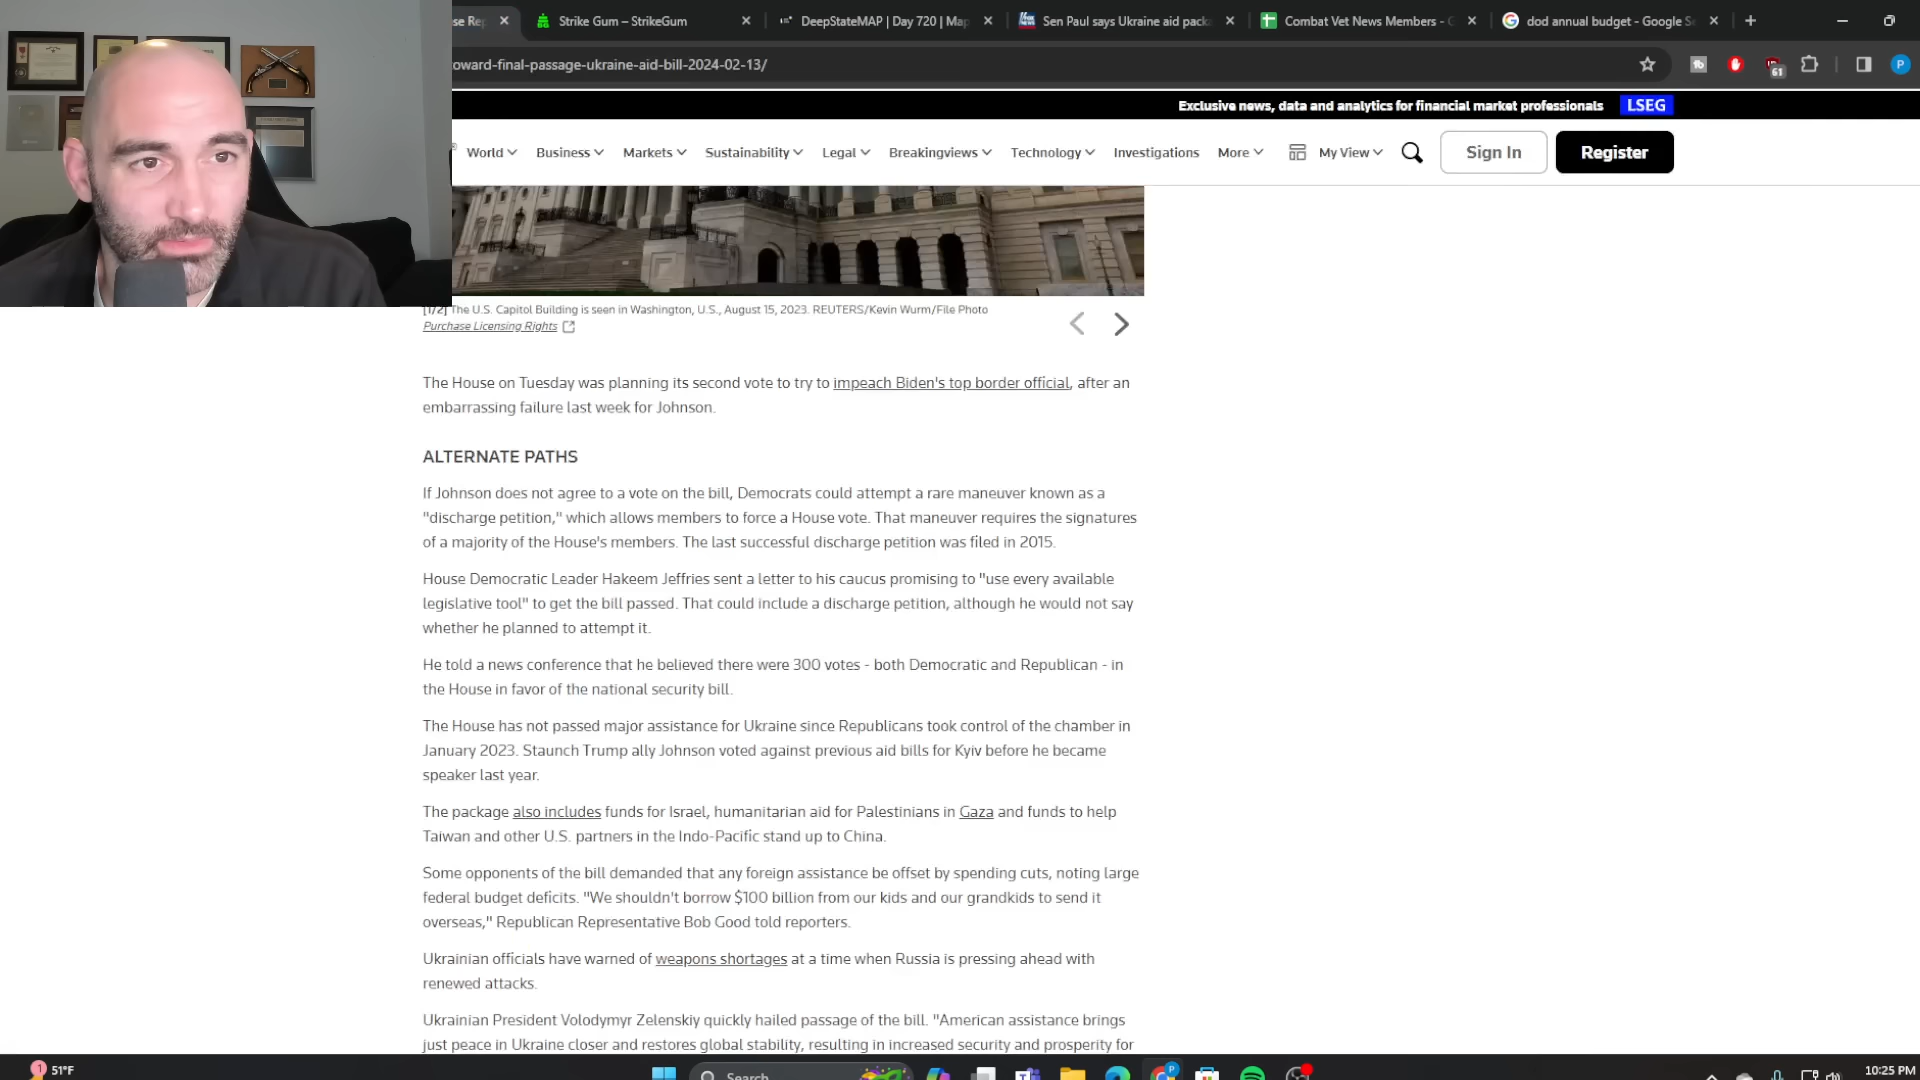 se Rep
Strike Gum – StrikeGum
DeepStateMAP | Day 720 | Map
Sen Paul says Ukraine aid packa
Combat Vet News Members - G
dod annual budget - Google Se
oward-final-passage-ukraine-aid-bill-2024-02-13/
61
P
Exclusive news, data and analytics for financial market professionals LSEG
World Business Markets Sustainability Legal Breakingviews Technology Investigations More My View Sign In Register
[1/2] The U.S. Capitol Building is seen in Washington, U.S., August 15, 2023. REUTERS/Kevin Wurm/File Photo
Purchase Licensing Rights
The House on Tuesday was planning its second vote to try to impeach Biden's top border official, after an
embarrassing failure last week for Johnson.
ALTERNATE PATHS
If Johnson does not agree to a vote on the bill, Democrats could attempt a rare maneuver known as a
"discharge petition," which allows members to force a House vote. That maneuver requires the signatures
of a majority of the House's members. The last successful discharge petition was filed in 2015.
House Democratic Leader Hakeem Jeffries sent a letter to his caucus promising to "use every available
legislative tool" to get the bill passed. That could include a discharge petition, although he would not say
whether he planned to attempt it.
He told a news conference that he believed there were 300 votes - both Democratic and Republican - in
the House in favor of the national security bill.
The House has not passed major assistance for Ukraine since Republicans took control of the chamber in
January 2023. Staunch Trump ally Johnson voted against previous aid bills for Kyiv before he became
speaker last year.
The package also includes funds for Israel, humanitarian aid for Palestinians in Gaza and funds to help
Taiwan and other U.S. partners in the Indo-Pacific stand up to China.
Some opponents of the bill demanded that any foreign assistance be offset by spending cuts, noting large
federal budget deficits. "We shouldn't borrow $100 billion from our kids and our grandkids to send it
overseas," Republican Representative Bob Good told reporters.
Ukrainian officials have warned of weapons shortages at a time when Russia is pressing ahead with
renewed attacks.
Ukrainian President Volodymyr Zelenskiy quickly hailed passage of the bill. "American assistance brings
just peace in Ukraine closer and restores global stability, resulting in increased security and prosperity for
1
51°F
Search
P
10:25 PM